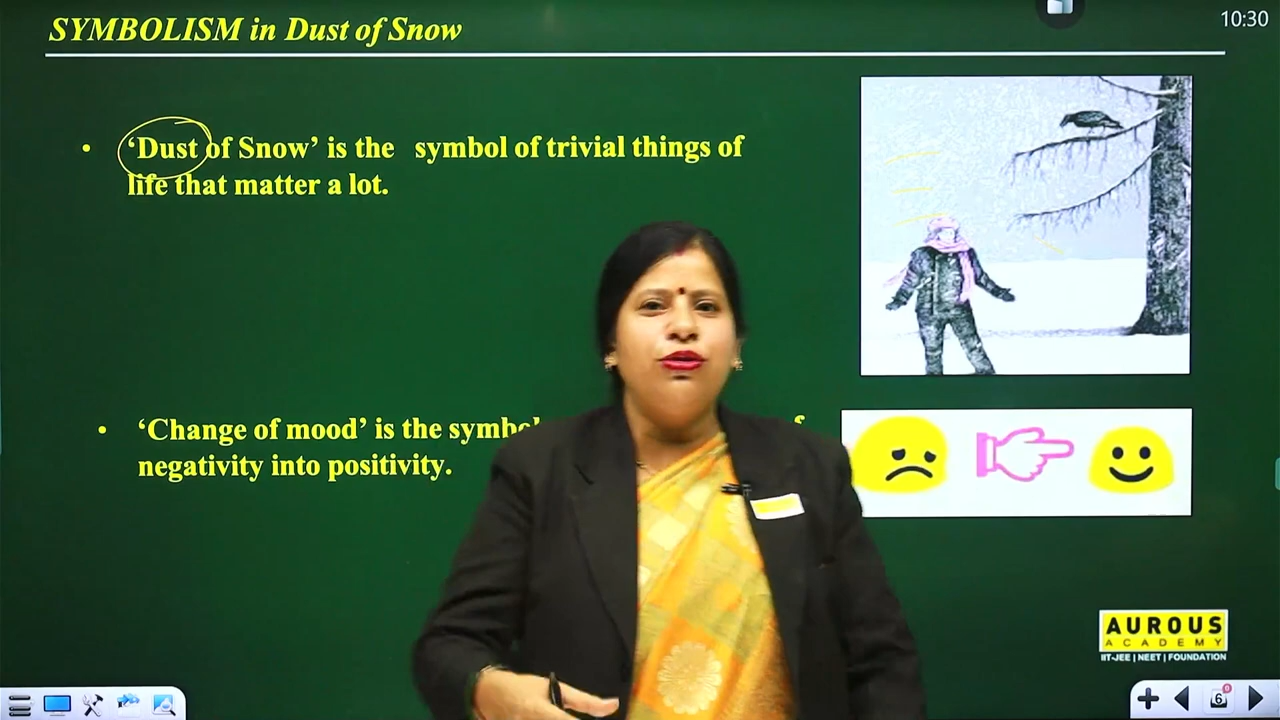 SYMBOLISM in Dust of Snow
10:30
• ‘Dust of Snow’ is the symbol of trivial things of
life that matter a lot.
• ‘Change of mood’ is the
negativity into positivity.
AUROUS
ACADEMY
IIT-JEE | NEET | FOUNDATION
6